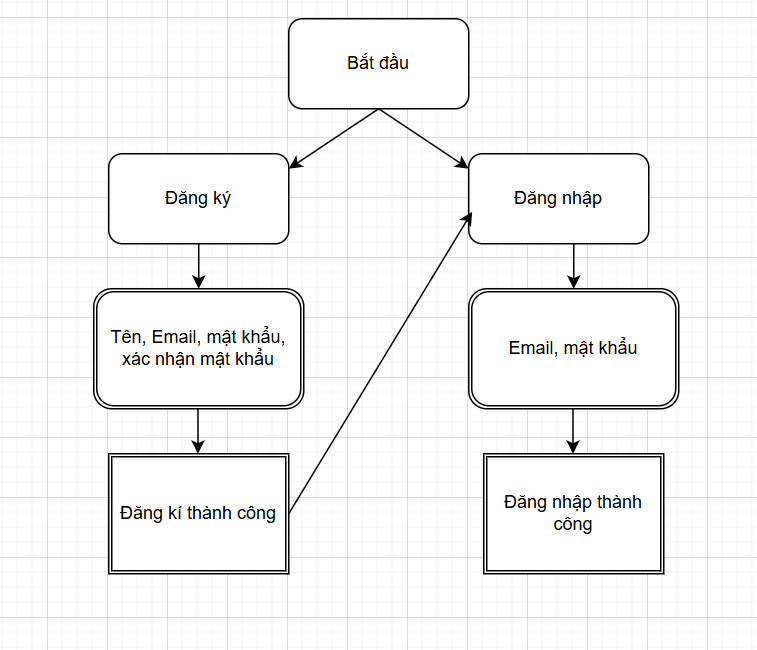 Bắt đầu
Đăng ký
Đăng nhập
Tên, Email, mật khẩu,
xác nhận mật khẩu
Email, mật khẩu
Đăng kí thành công
Đăng nhập thành
công